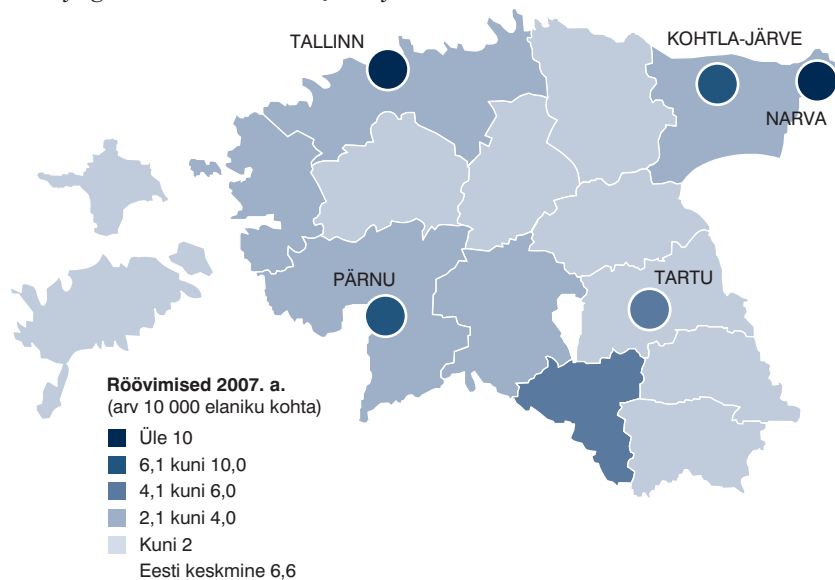 TALLINN
KOHTLA-JÄRVE
NARVA
PÄRNU
TARTU
Röövimised 2007. a.
(arv 10 000 elaniku kohta)
Üle 10
6,1 kuni 10,0
4,1 kuni 6,0
2,1 kuni 4,0
Kuni 2
Eesti keskmine 6,6